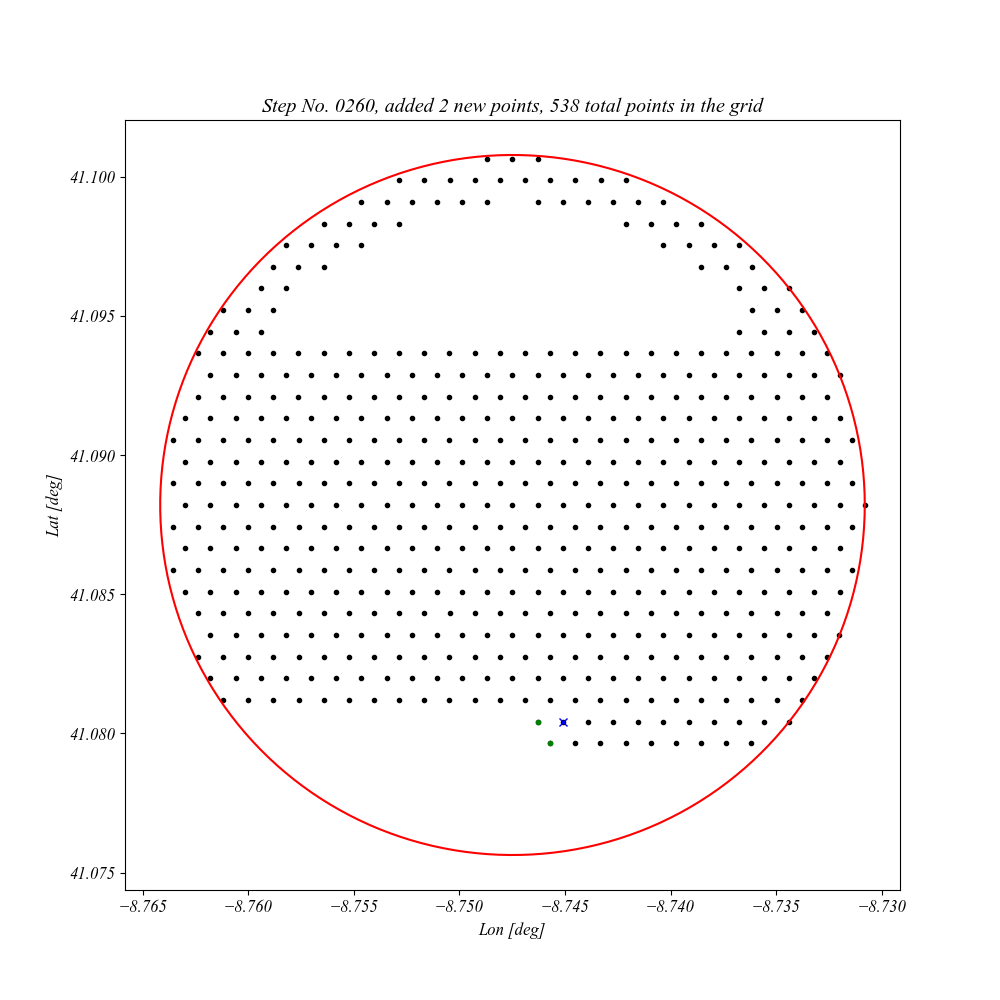 Step No. 0260, added 2 new points, 538 total points in the grid
41.100
41.095
41.090
41.085
41.080
41.075
Lat [deg]
−8.765 −8.760 −8.755 −8.750 −8.745 −8.740 −8.735 −8.730
Lon [deg]